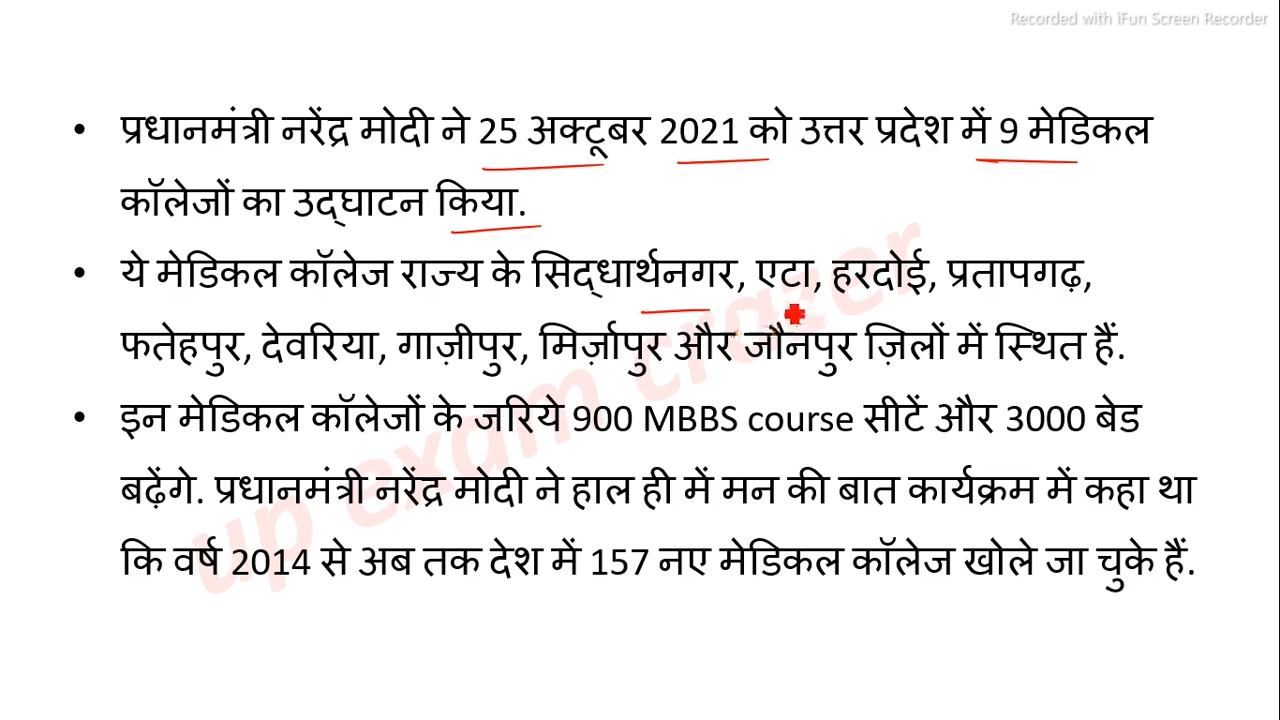 Recorded with iFun Screen Recorder
• प्रधानमंत्री नरेंद्र मोदी ने 25 अक्टूबर 2021 को उत्तर प्रदेश में 9 मेडिकल
कॉलेजों का उद्घाटन किया.
• ये मेडिकल कॉलेज राज्य के सिद्धार्थनगर, एटा, हरदोई, प्रतापगढ़,
फतेहपुर, देवरिया, गाज़ीपुर, मिर्ज़ापुर और जौनपुर ज़िलों में स्थित हैं.
• इन मेडिकल कॉलेजों के जरिये 900 MBBS course सीटें और 3000 बेड
बढ़ेंगे. प्रधानमंत्री नरेंद्र मोदी ने हाल ही में मन की बात कार्यक्रम में कहा था
कि वर्ष 2014 से अब तक देश में 157 नए मेडिकल कॉलेज खोले जा चुके हैं.
up exam crazer